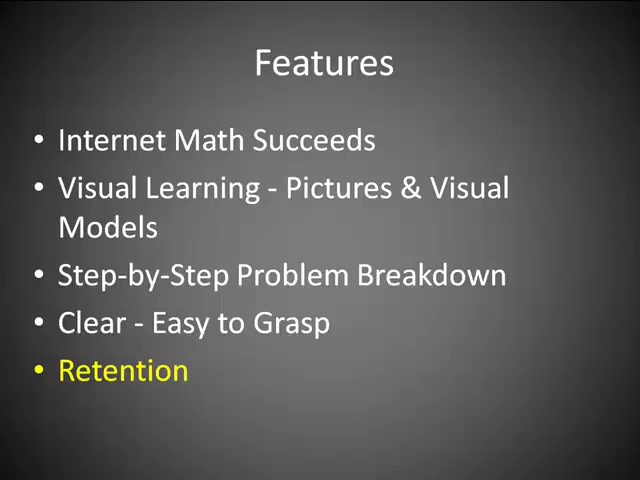 Features
• Internet Math Succeeds
• Visual Learning - Pictures & Visual
Models
• Step-by-Step Problem Breakdown
• Clear - Easy to Grasp
• Retention